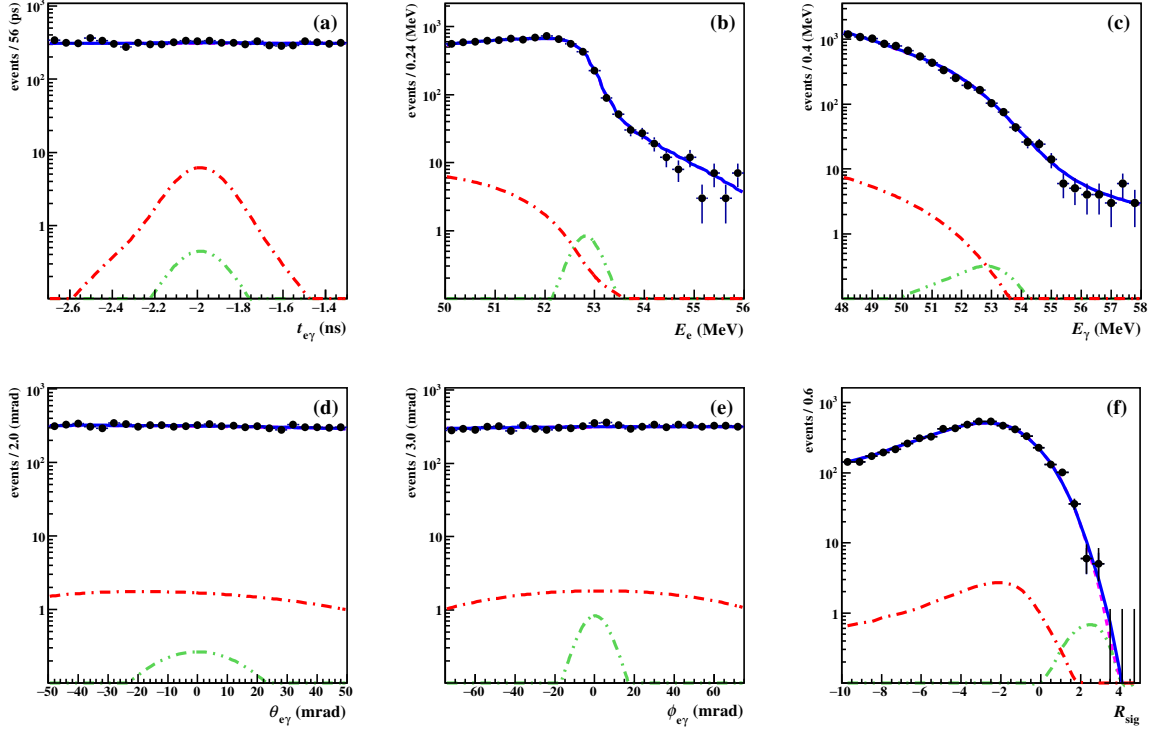 (a) (b) (c)
events / 56 (ps) events / 0.24 (MeV) events / 0.4 (MeV)
10³ 10³ 10³
10² 10² 10²
10 10 10
1 1 1
−2.6 −2.4 −2.2 −2 −1.8 −1.6 −1.4 50 51 52 53 54 55 56 48 49 50 51 52 53 54 55 56 57 58
t_eγ (ns) E_e (MeV) E_γ (MeV)
(d) (e) (f)
events / 2.0 (mrad) events / 3.0 (mrad) events / 0.6
10³ 10³ 10³
10² 10² 10²
10 10 10
1 1 1
−50 −40 −30 −20 −10 0 10 20 30 40 50 −60 −40 −20 0 20 40 60 −10 −8 −6 −4 −2 0 2 4
θ_eγ (mrad) ϕ_eγ (mrad) R_sig